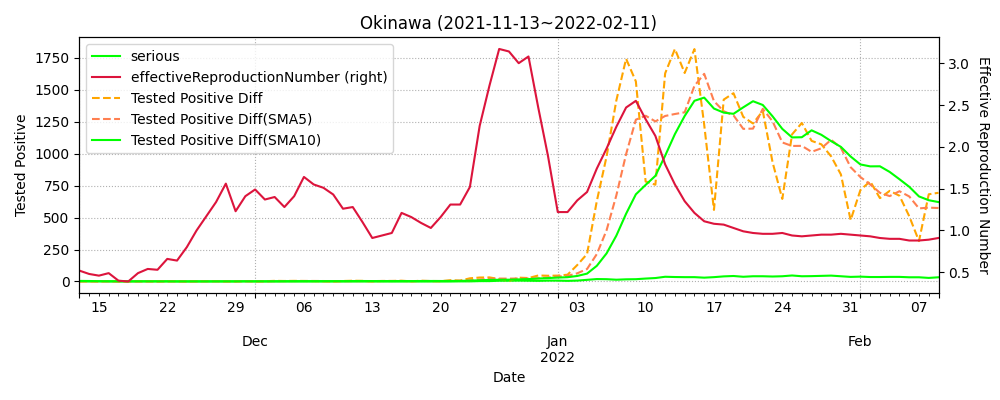 Okinawa (2021-11-13~2022-02-11)
serious
effectiveReproductionNumber (right)
Tested Positive Diff
Tested Positive Diff(SMA5)
Tested Positive Diff(SMA10)
Tested Positive
1750
1500
1250
1000
750
500
250
0
Effective Reproduction Number
3.0
2.5
2.0
1.5
1.0
0.5
15 22 29 06 13 20 27 03 10 17 24 31 07
Dec Jan Feb
2022
Date